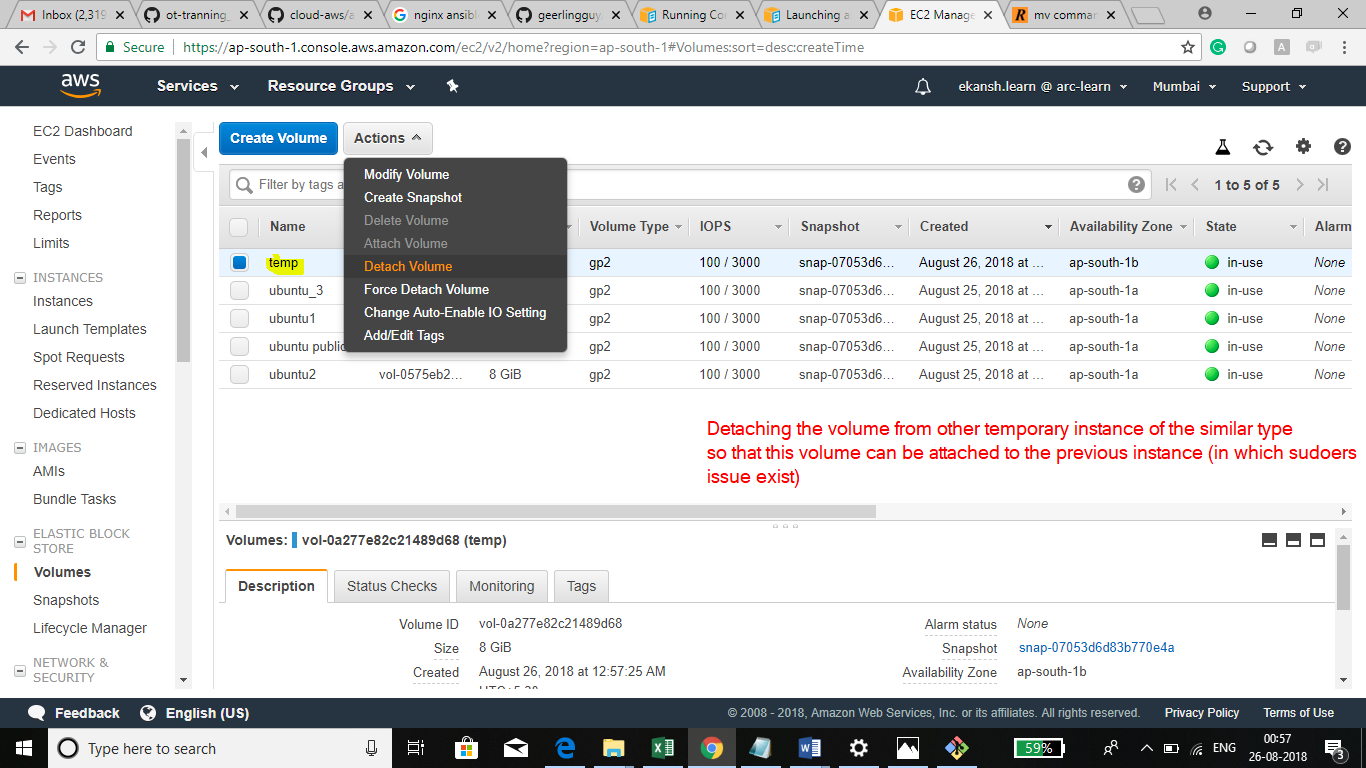 Inbox (2,319
ot-tranning_
cloud-aws/a
nginx ansibl
geerlingguy
Running Cor
Launching a
EC2 Manage
mv comman
Secure
https://ap-south-1.console.aws.amazon.com/ec2/v2/home?region=ap-south-1#Volumes:sort=desc:createTime
aws
Services
Resource Groups
ekansh.learn @ arc-learn
Mumbai
Support
EC2 Dashboard
Events
Tags
Reports
Limits
INSTANCES
Instances
Launch Templates
Spot Requests
Reserved Instances
Dedicated Hosts
IMAGES
AMIs
Bundle Tasks
ELASTIC BLOCK
STORE
Volumes
Snapshots
Lifecycle Manager
NETWORK &
SECURITY
Create Volume
Actions
Modify Volume
Create Snapshot
Delete Volume
Attach Volume
Detach Volume
Force Detach Volume
Change Auto-Enable IO Setting
Add/Edit Tags
Filter by tags a
1 to 5 of 5
Name Volume Type IOPS Snapshot Created Availability Zone State Alarm
temp gp2 100 / 3000 snap-07053d6... August 26, 2018 at ... ap-south-1b in-use None
ubuntu_3 gp2 100 / 3000 snap-07053d6... August 25, 2018 at ... ap-south-1a in-use None
ubuntu1 gp2 100 / 3000 snap-07053d6... August 25, 2018 at ... ap-south-1a in-use None
ubuntu public gp2 100 / 3000 snap-07053d6... August 25, 2018 at ... ap-south-1a in-use None
ubuntu2 vol-0575eb2... 8 GiB gp2 100 / 3000 snap-07053d6... August 25, 2018 at ... ap-south-1a in-use None
Detaching the volume from other temporary instance of the similar type
so that this volume can be attached to the previous instance (in which sudoers
issue exist)
Volumes: vol-0a277e82c21489d68 (temp)
Description
Status Checks
Monitoring
Tags
Volume ID vol-0a277e82c21489d68
Size 8 GiB
Created August 26, 2018 at 12:57:25 AM
UTC+5:30
Alarm status None
Snapshot snap-07053d6d83b770e4a
Availability Zone ap-south-1b
Feedback
English (US)
© 2008 - 2018, Amazon Web Services, Inc. or its affiliates. All rights reserved.
Privacy Policy
Terms of Use
Type here to search
59%
ENG
00:57
26-08-2018
3